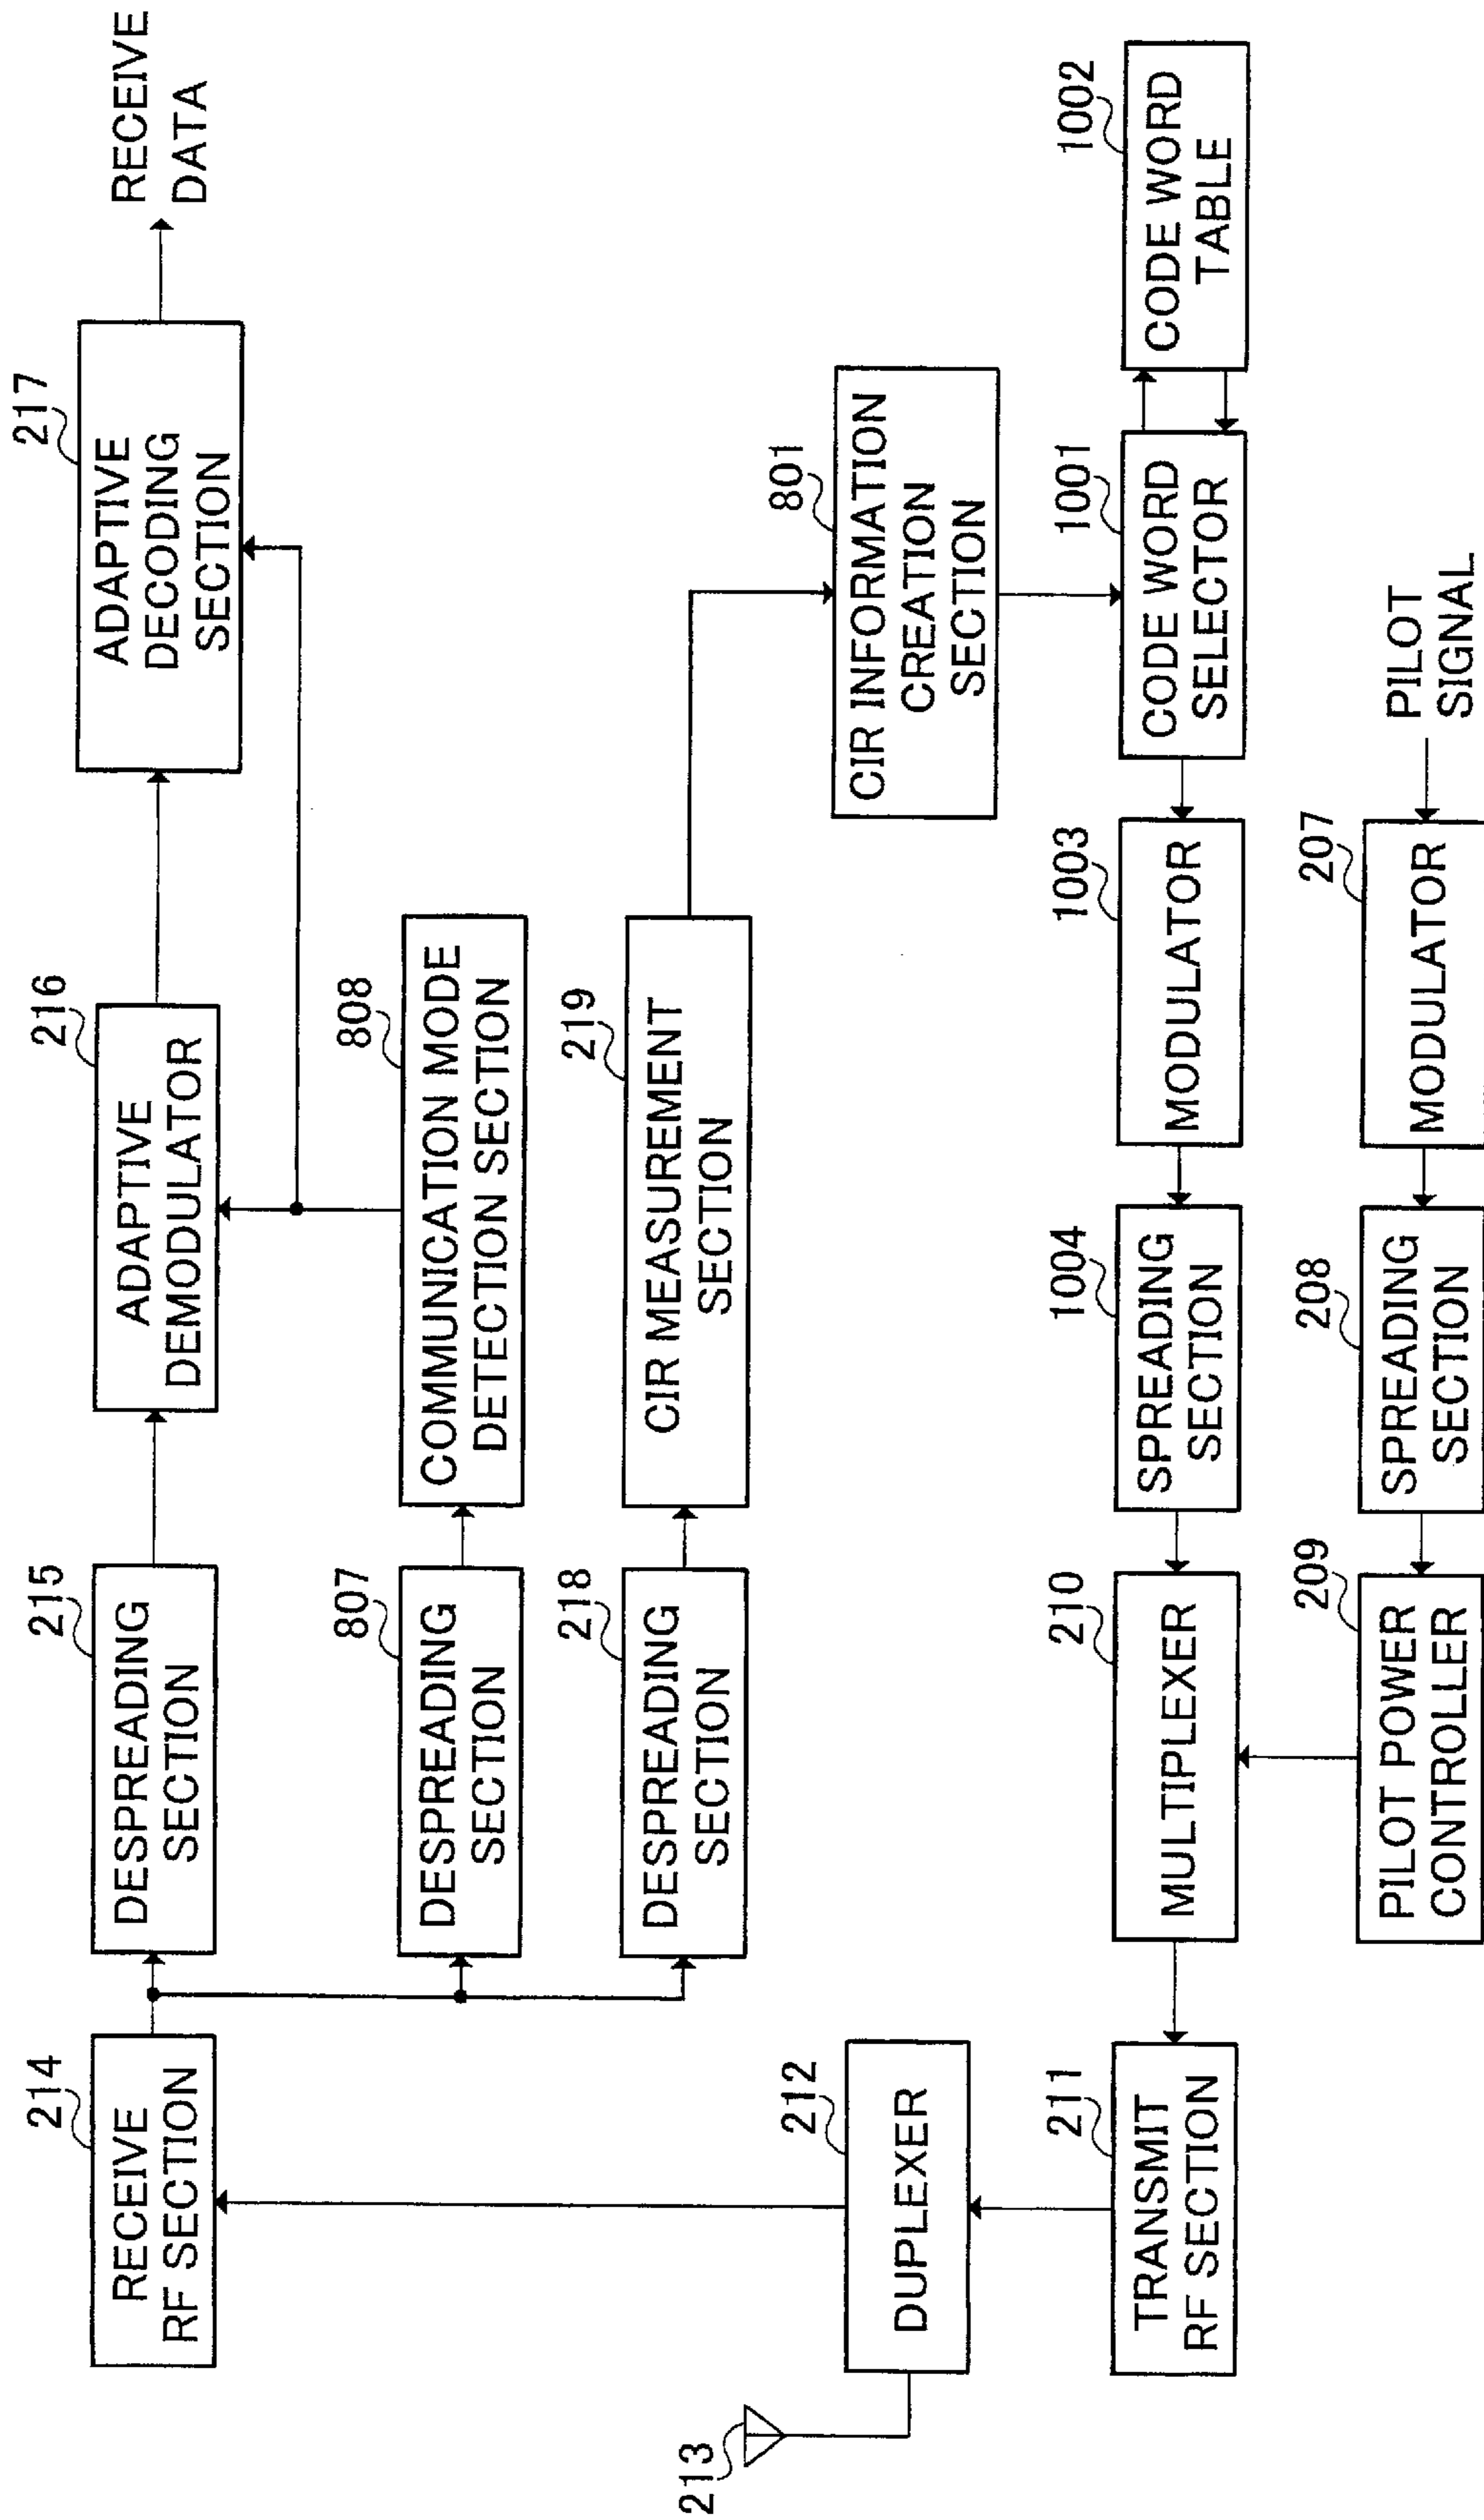 214
RECEIVE
RF SECTION
215
DESPREADING
SECTION
216
ADAPTIVE
DEMODULATOR
217
ADAPTIVE
DECODING
SECTION
RECEIVE
DATA
807
DESPREADING
SECTION
808
COMMUNICATION MODE
DETECTION SECTION
218
DESPREADING
SECTION
219
CIR MEASUREMENT
SECTION
213
212
DUPLEXER
801
CIR INFORMATION
CREATION
SECTION
211
TRANSMIT
RF SECTION
210
MULTIPLEXER
1004
SPREADING
SECTION
1003
MODULATOR
1001
CODE WORD
SELECTOR
1002
CODE WORD
TABLE
209
PILOT POWER
CONTROLLER
208
SPREADING
SECTION
207
MODULATOR
PILOT
SIGNAL